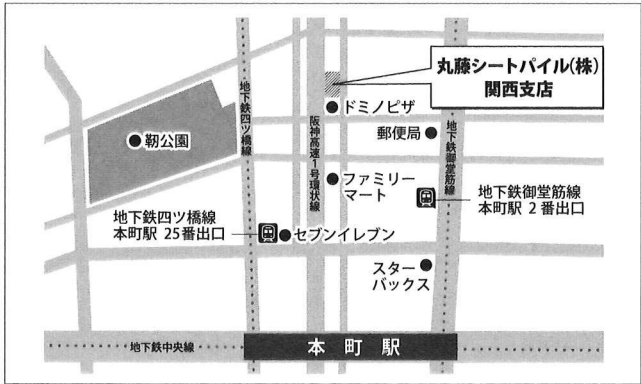 丸藤シートパイル(株)
関西支店
ドミノピザ
郵便局
靭公園
地下鉄四ツ橋線
阪神高速1号環状線
地下鉄御堂筋線
ファミリー
マート
地下鉄御堂筋線
本町駅 2番出口
地下鉄四ツ橋線
本町駅 25番出口
セブンイレブン
スター
バックス
地下鉄中央線
本町駅